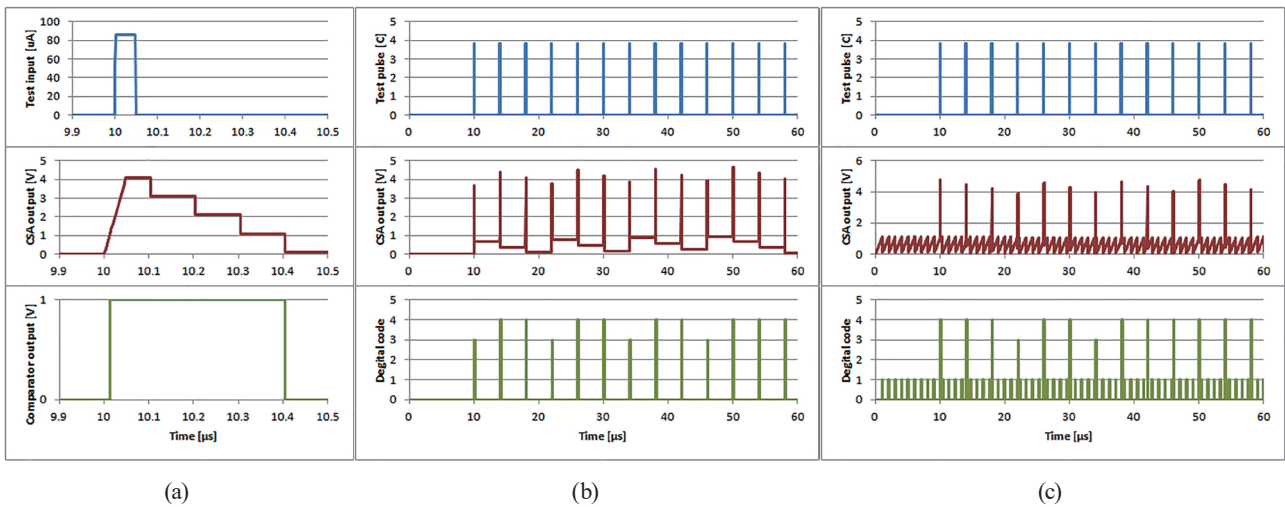 Test input [uA]
100
80
60
40
20
0
9.9 10 10.1 10.2 10.3 10.4 10.5
CSA output [V]
5
4
3
2
1
0
9.9 10 10.1 10.2 10.3 10.4 10.5
Comparator output [V]
1
0
9.9 10 10.1 10.2 10.3 10.4 10.5
Time [μs]
(a)
Test pulse [C]
5
4
3
2
1
0
0 10 20 30 40 50 60
CSA output [V]
5
4
3
2
1
0
0 10 20 30 40 50 60
Degital code
5
4
3
2
1
0
0 10 20 30 40 50 60
Time [μs]
(b)
Test pulse [C]
5
4
3
2
1
0
0 10 20 30 40 50 60
CSA output [V]
6
4
2
0
0 10 20 30 40 50 60
Degital code
5
4
3
2
1
0
0 10 20 30 40 50 60
Time [μs]
(c)